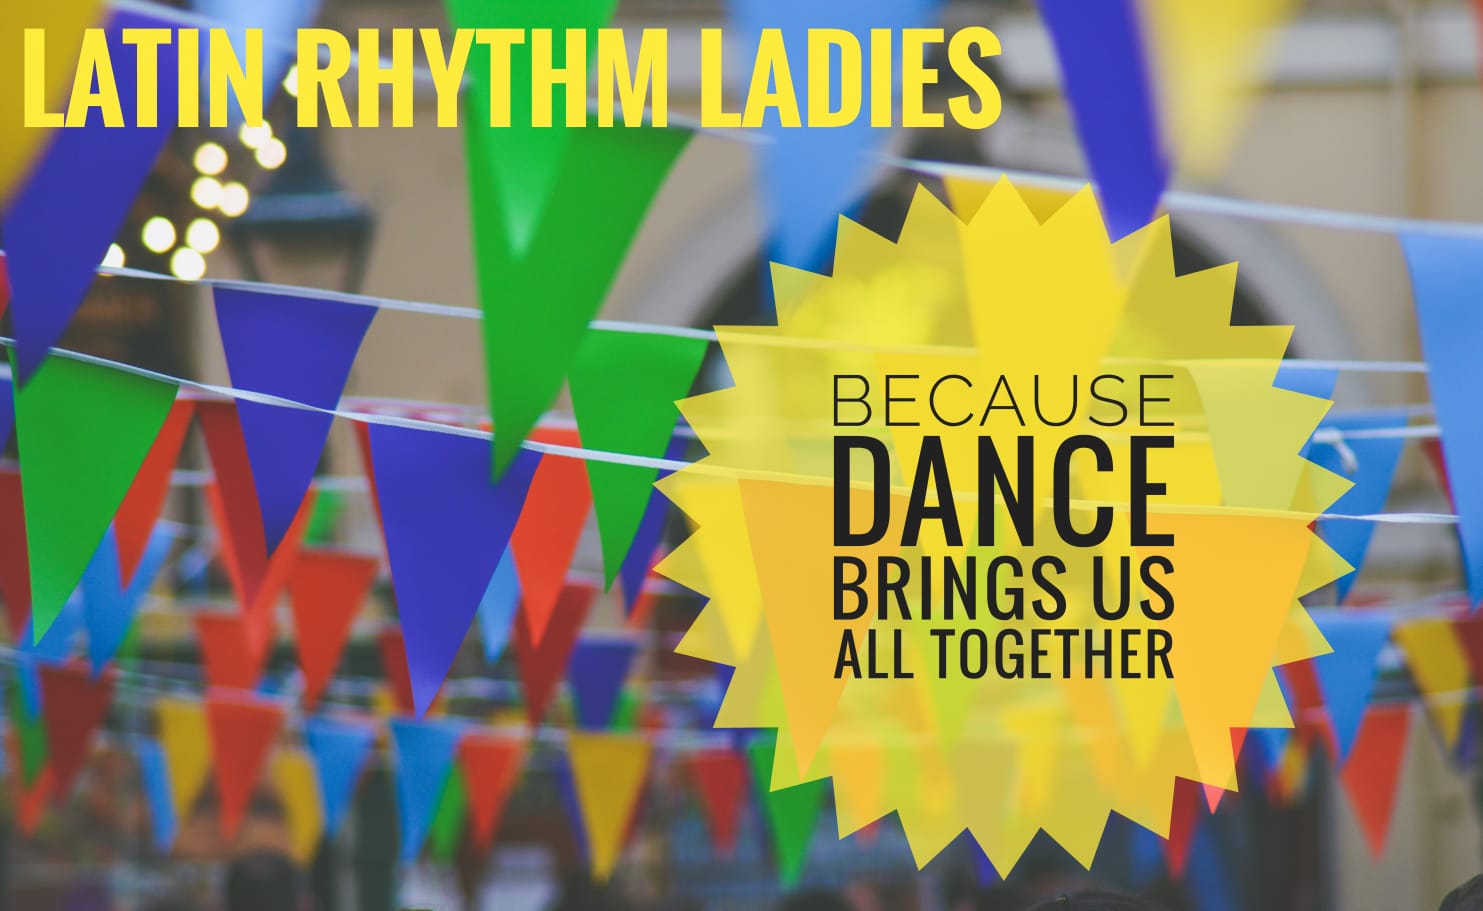 LATIN RHYTHM LADIES
BECAUSE
DANCE
BRINGS US
ALL TOGETHER